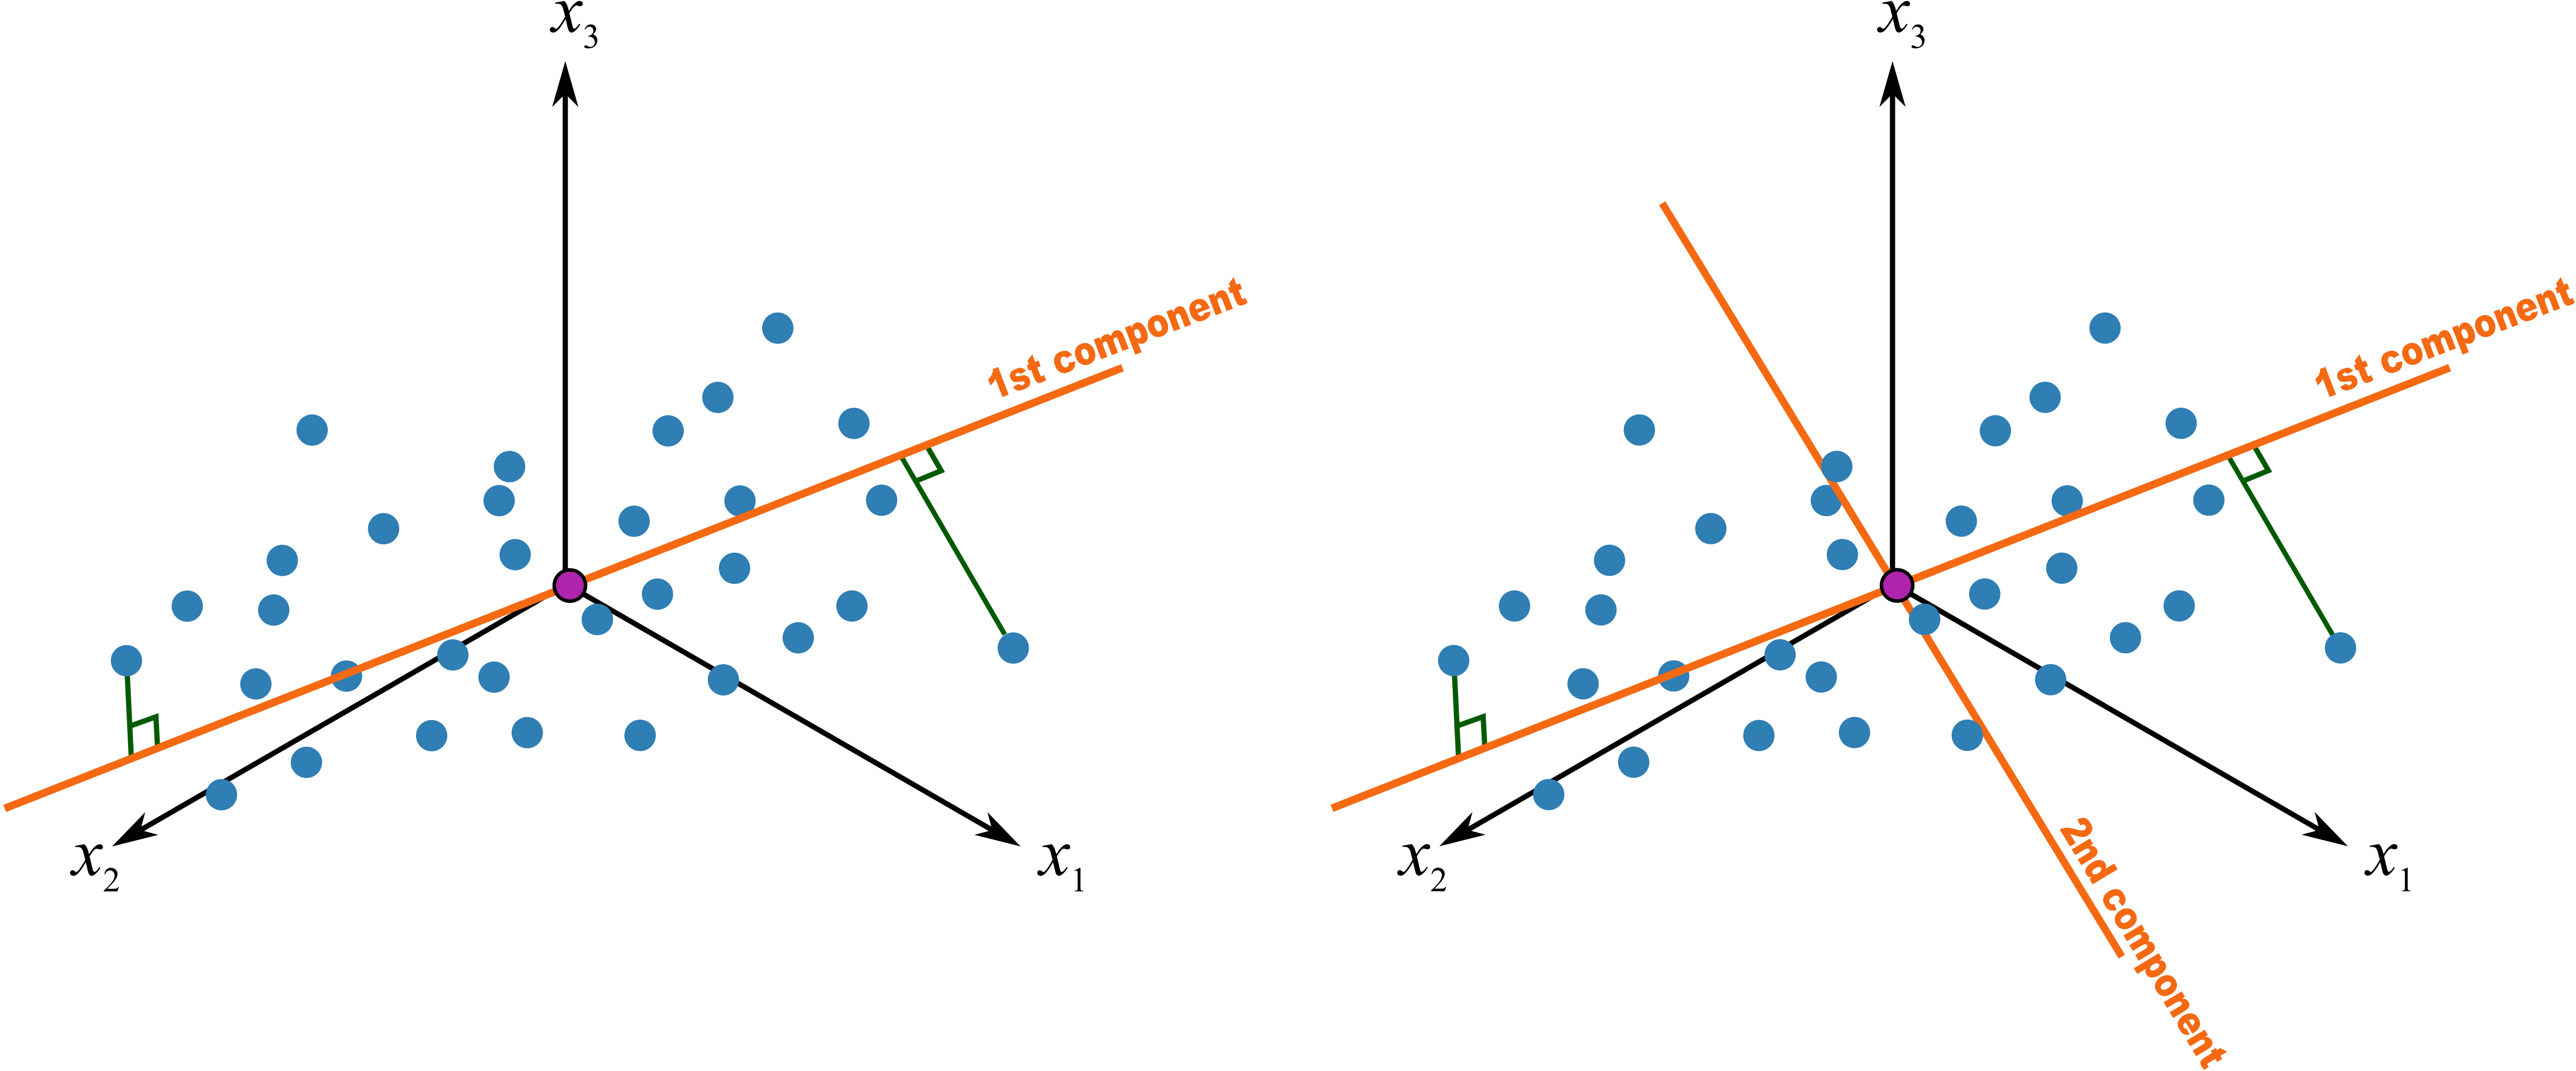 x₃
1st component
x₂
x₁
x₃
1st component
x₂
x₁
2nd component